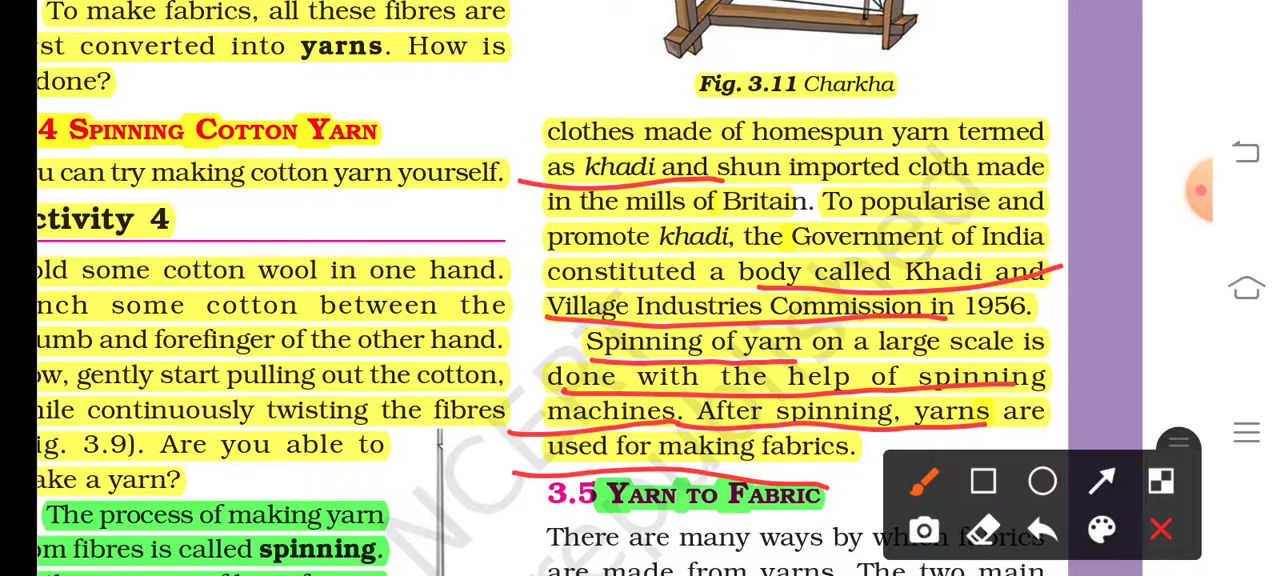 To make fabrics, all these fibres are
st converted into yarns. How is
done?
4 SPINNING COTTON YARN
u can try making cotton yarn yourself.
ctivity 4
old some cotton wool in one hand.
nch some cotton between the
umb and forefinger of the other hand.
ow, gently start pulling out the cotton,
ile continuously twisting the fibres
ig. 3.9). Are you able to
ake a yarn?
The process of making yarn
om fibres is called spinning.
Fig. 3.11 Charkha
clothes made of homespun yarn termed
as khadi and shun imported cloth made
in the mills of Britain. To popularise and
promote khadi, the Government of India
constituted a body called Khadi and
Village Industries Commission in 1956.
Spinning of yarn on a large scale is
done with the help of spinning
machines. After spinning, yarns are
used for making fabrics.
3.5 YARN TO FABRIC
There are many ways by which fabrics
are made from yarns. The two main